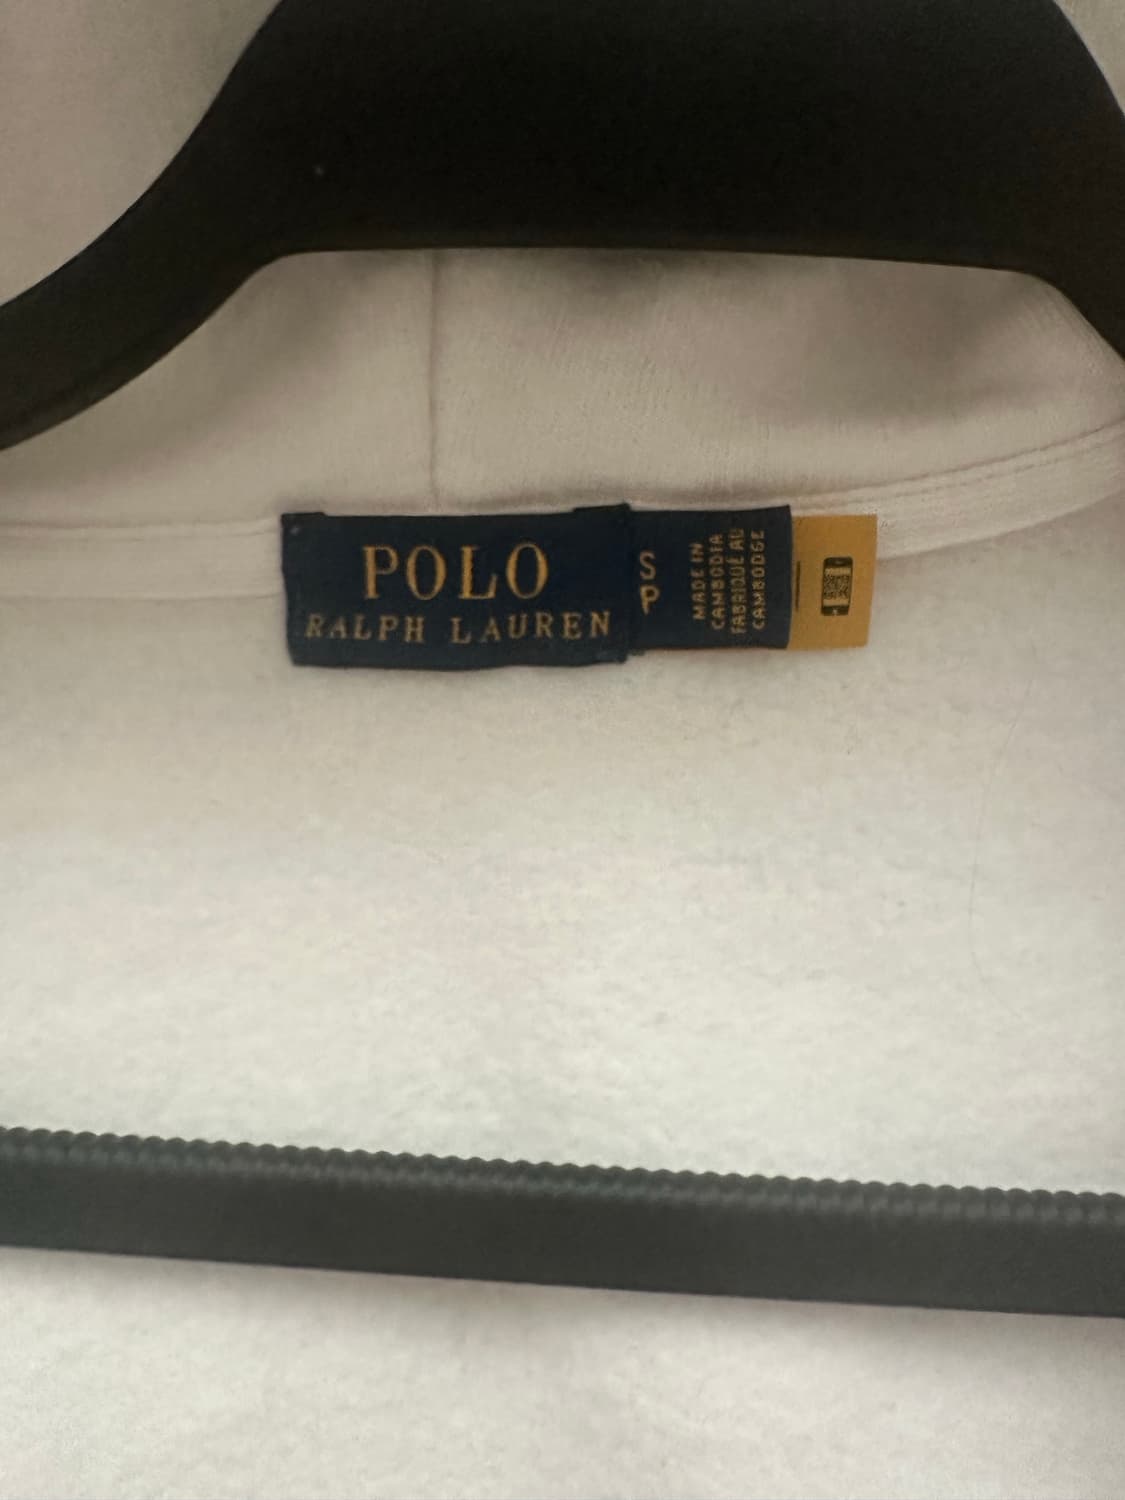 POLO
RALPH LAUREN
S
P
MADE IN
CAMBODIA
FABRIQUÉ AU
CAMBODGE